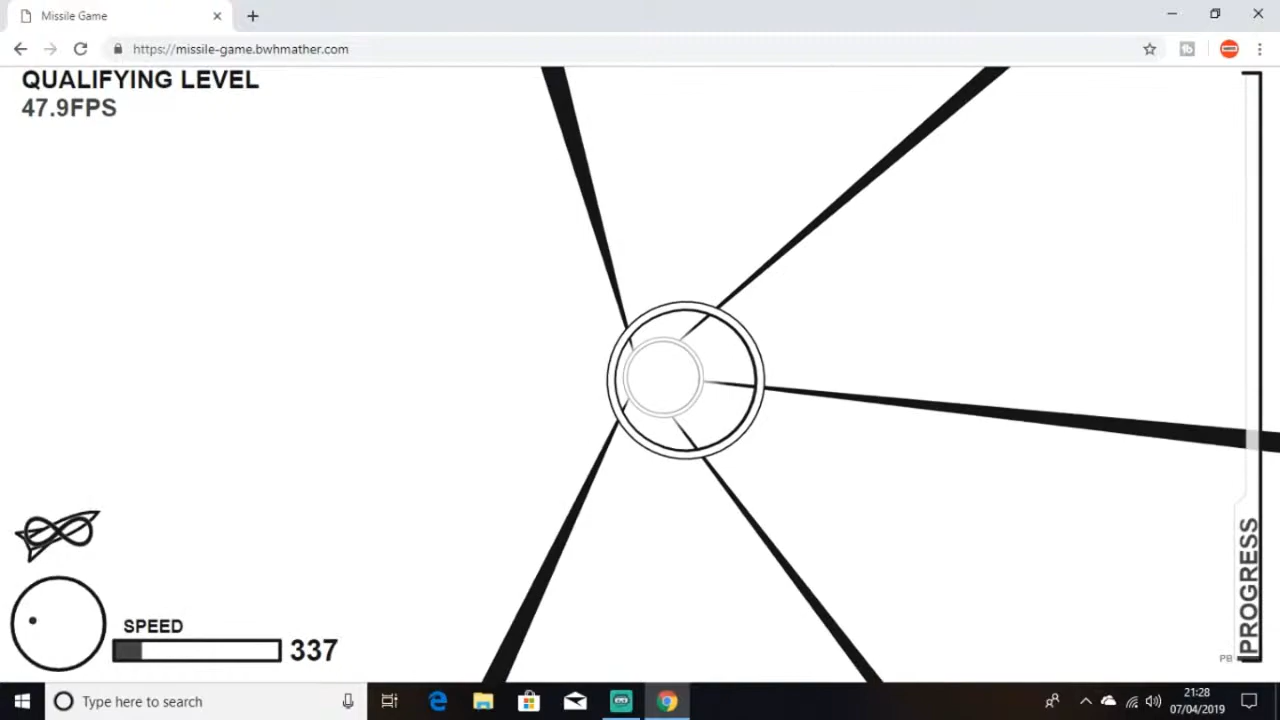 Missile Game
https://missile-game.bwhmather.com
QUALIFYING LEVEL
47.9FPS
PROGRESS
PB
SPEED
337
Type here to search
21:28
07/04/2019